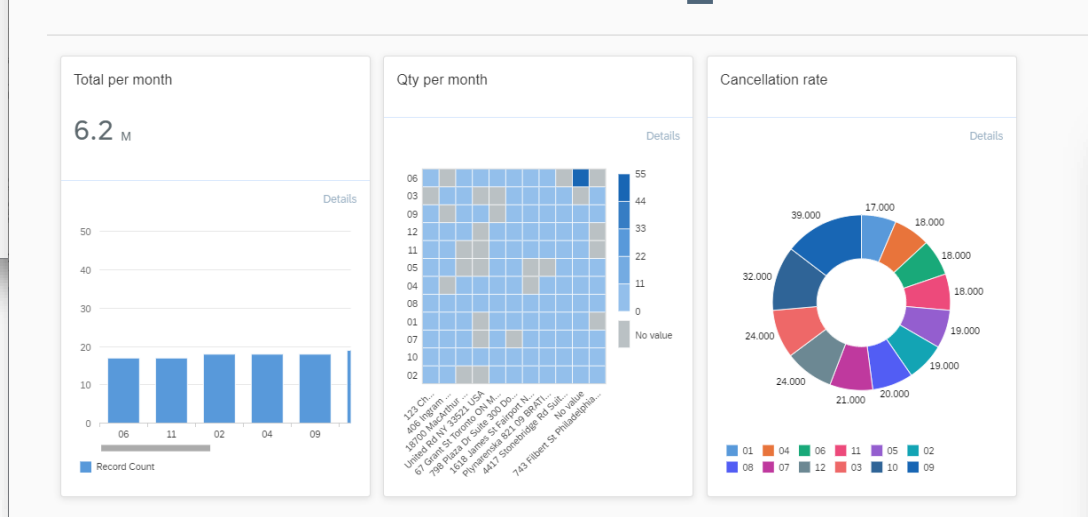 Total per month
6.2 M
Details
50
40
30
20
10
0
06 11 02 04 09
Record Count
Qty per month
Details
06
03
09
12
11
05
04
08
01
07
10
02
123 Ch...
406 Ingram ...
18700 MacArthur ...
United Rd NY 33521 USA
67 Grant St Toronto ON M...
798 Plaza Dr Suite 300 Do...
1618 James St Fairport N...
Plynarenska 821 09 BRATI...
4417 Stonebridge Rd Suit...
No value
743 Filbert St Philadelphia...
55
44
33
22
11
0
No value
Cancellation rate
Details
17.000
18.000
18.000
18.000
19.000
19.000
20.000
21.000
24.000
24.000
32.000
39.000
01 04 06 11 05 02
08 07 12 03 10 09